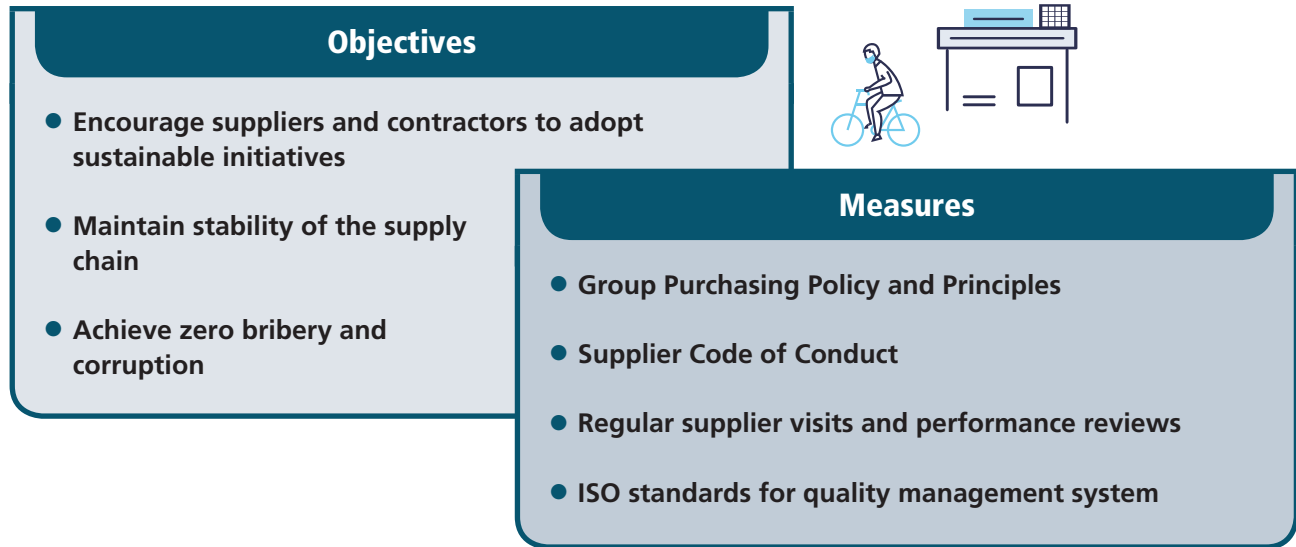 Objectives
● Encourage suppliers and contractors to adopt
sustainable initiatives
● Maintain stability of the supply
chain
● Achieve zero bribery and
corruption
Measures
● Group Purchasing Policy and Principles
● Supplier Code of Conduct
● Regular supplier visits and performance reviews
● ISO standards for quality management system